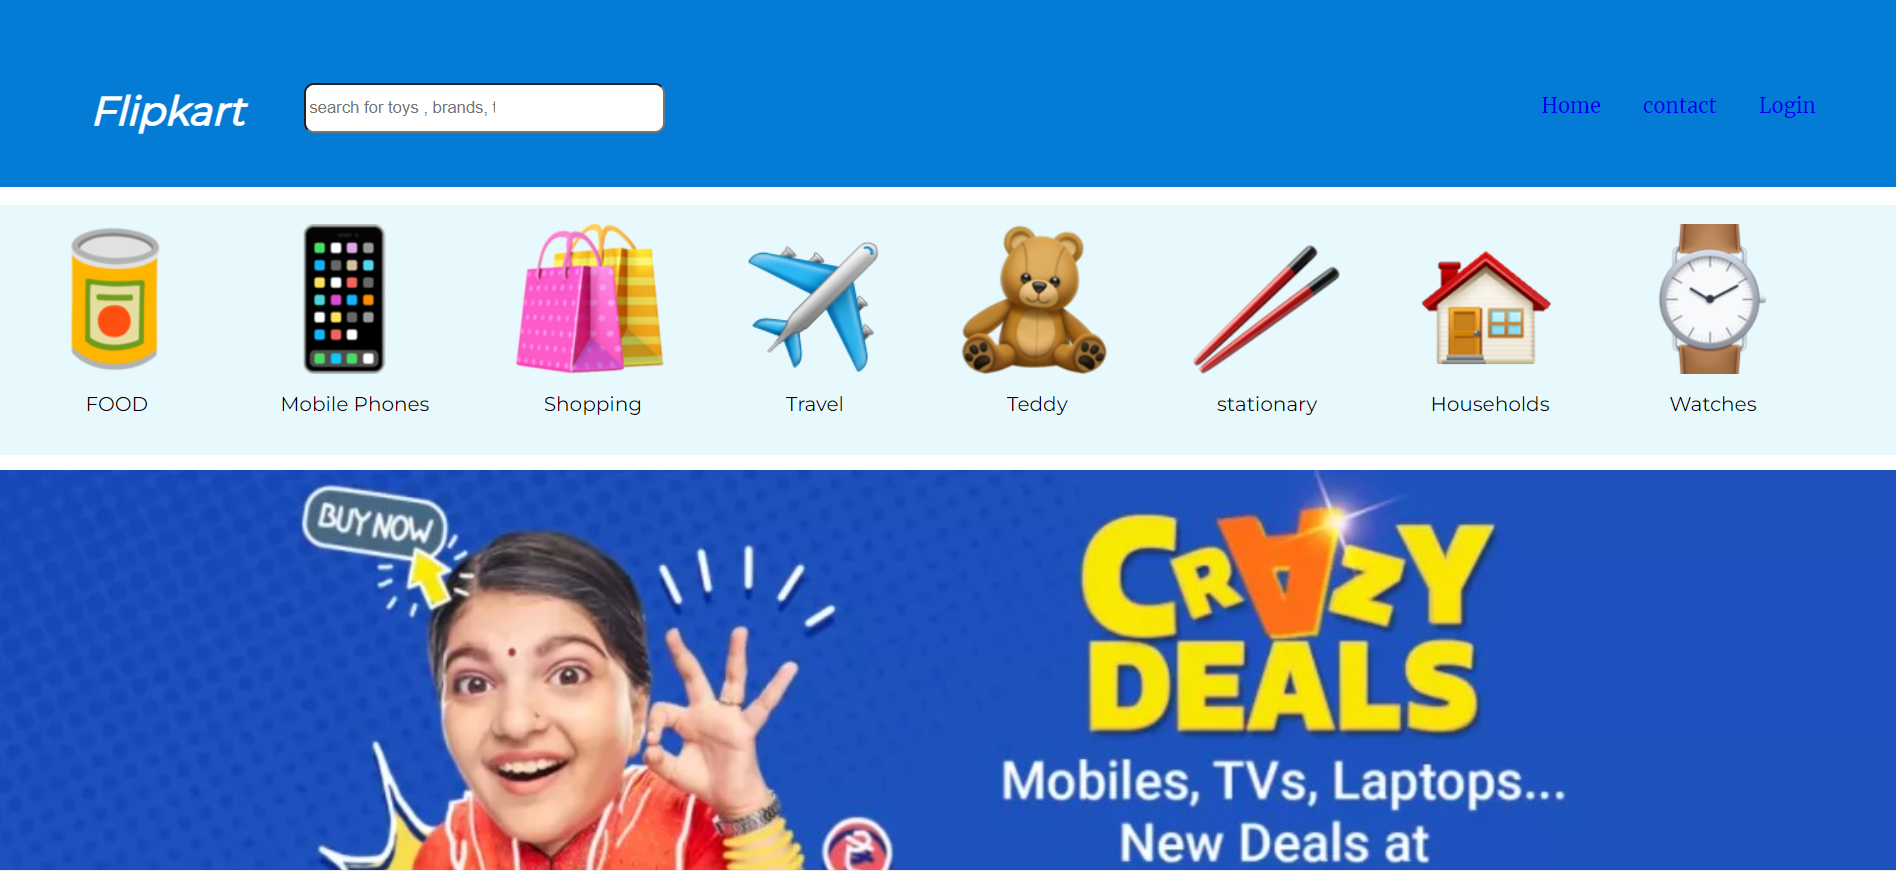 Flipkart
search for toys , brands,
Home contact Login
FOOD Mobile Phones Shopping Travel Teddy stationary Households Watches
BUY NOW
CRAZY
DEALS
Mobiles, TVs, Laptops...
New Deals at